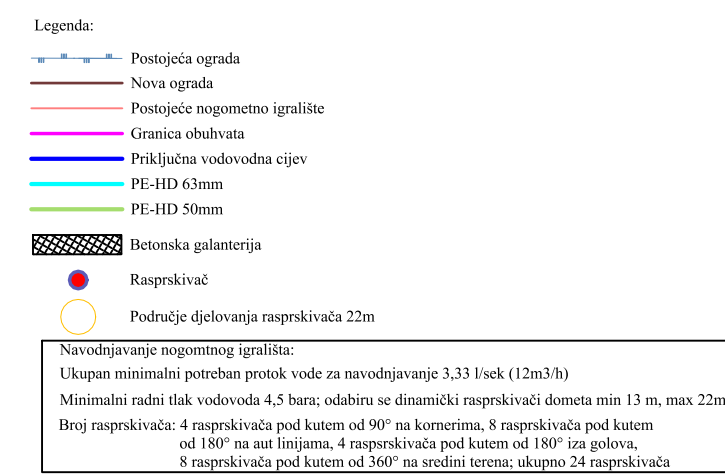 Legenda:
Postojeća ograda
Nova ograda
Postojeće nogometno igralište
Granica obuhvata
Priključna vodovodna cijev
PE-HD 63mm
PE-HD 50mm
Betonska galanterija
Rasprskivač
Područje djelovanja rasprskivača 22m
Navodnjavanje nogomtnog igrališta:
Ukupan minimalni potreban protok vode za navodnjavanje 3,33 l/sek (12m3/h)
Minimalni radni tlak vodovoda 4,5 bara; odabiru se dinamički rasprskivači dometa min 13 m, max 22m
Broj rasprskivača: 4 rasprskivača pod kutem od 90° na kornerima, 8 rasprskivača pod kutem
od 180° na aut linijama, 4 raspsrskivača pod kutem od 180° iza golova,
8 rasprskivača pod kutem od 360° na sredini terena; ukupno 24 rasprskivača